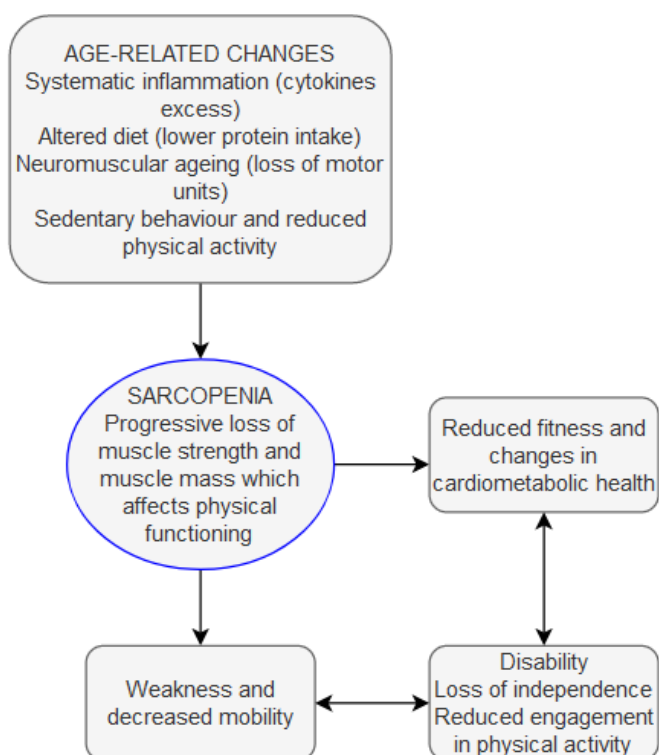 AGE-RELATED CHANGES
Systematic inflammation (cytokines
excess)
Altered diet (lower protein intake)
Neuromuscular ageing (loss of motor
units)
Sedentary behaviour and reduced
physical activity
SARCOPENIA
Progressive loss of
muscle strength and
muscle mass which
affects physical
functioning
Reduced fitness and
changes in
cardiometabolic health
Weakness and
decreased mobility
Disability
Loss of independence
Reduced engagement
in physical activity